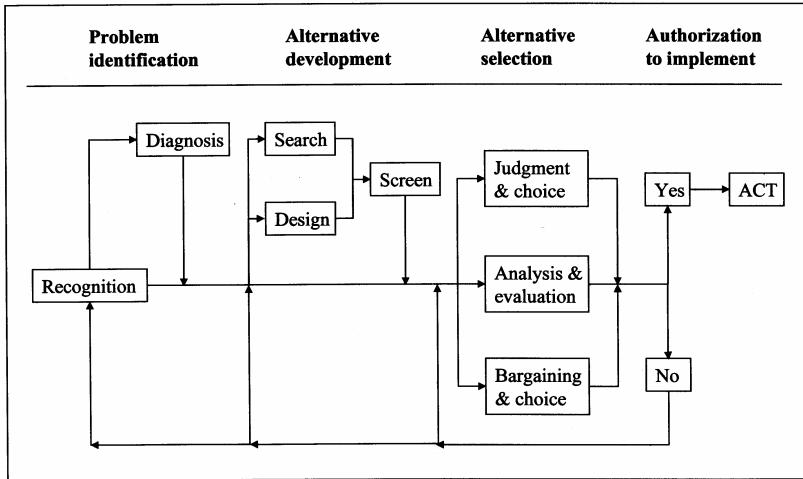 Problem
identification
Alternative
development
Alternative
selection
Authorization
to implement
Diagnosis
Search
Screen
Design
Recognition
Judgment
& choice
Analysis &
evaluation
Bargaining
& choice
Yes
ACT
No